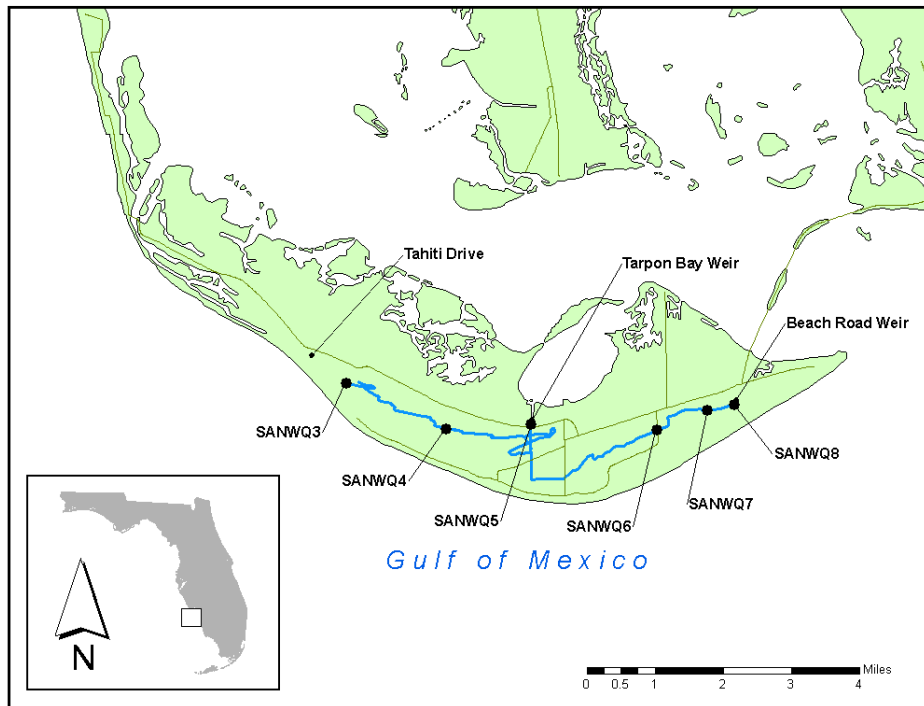 Tahiti Drive
Tarpon Bay Weir
Beach Road Weir
SANWQ3
SANWQ4
SANWQ5
SANWQ6
SANWQ7
SANWQ8
Gulf of Mexico
N
Miles
0 0.5 1 2 3 4